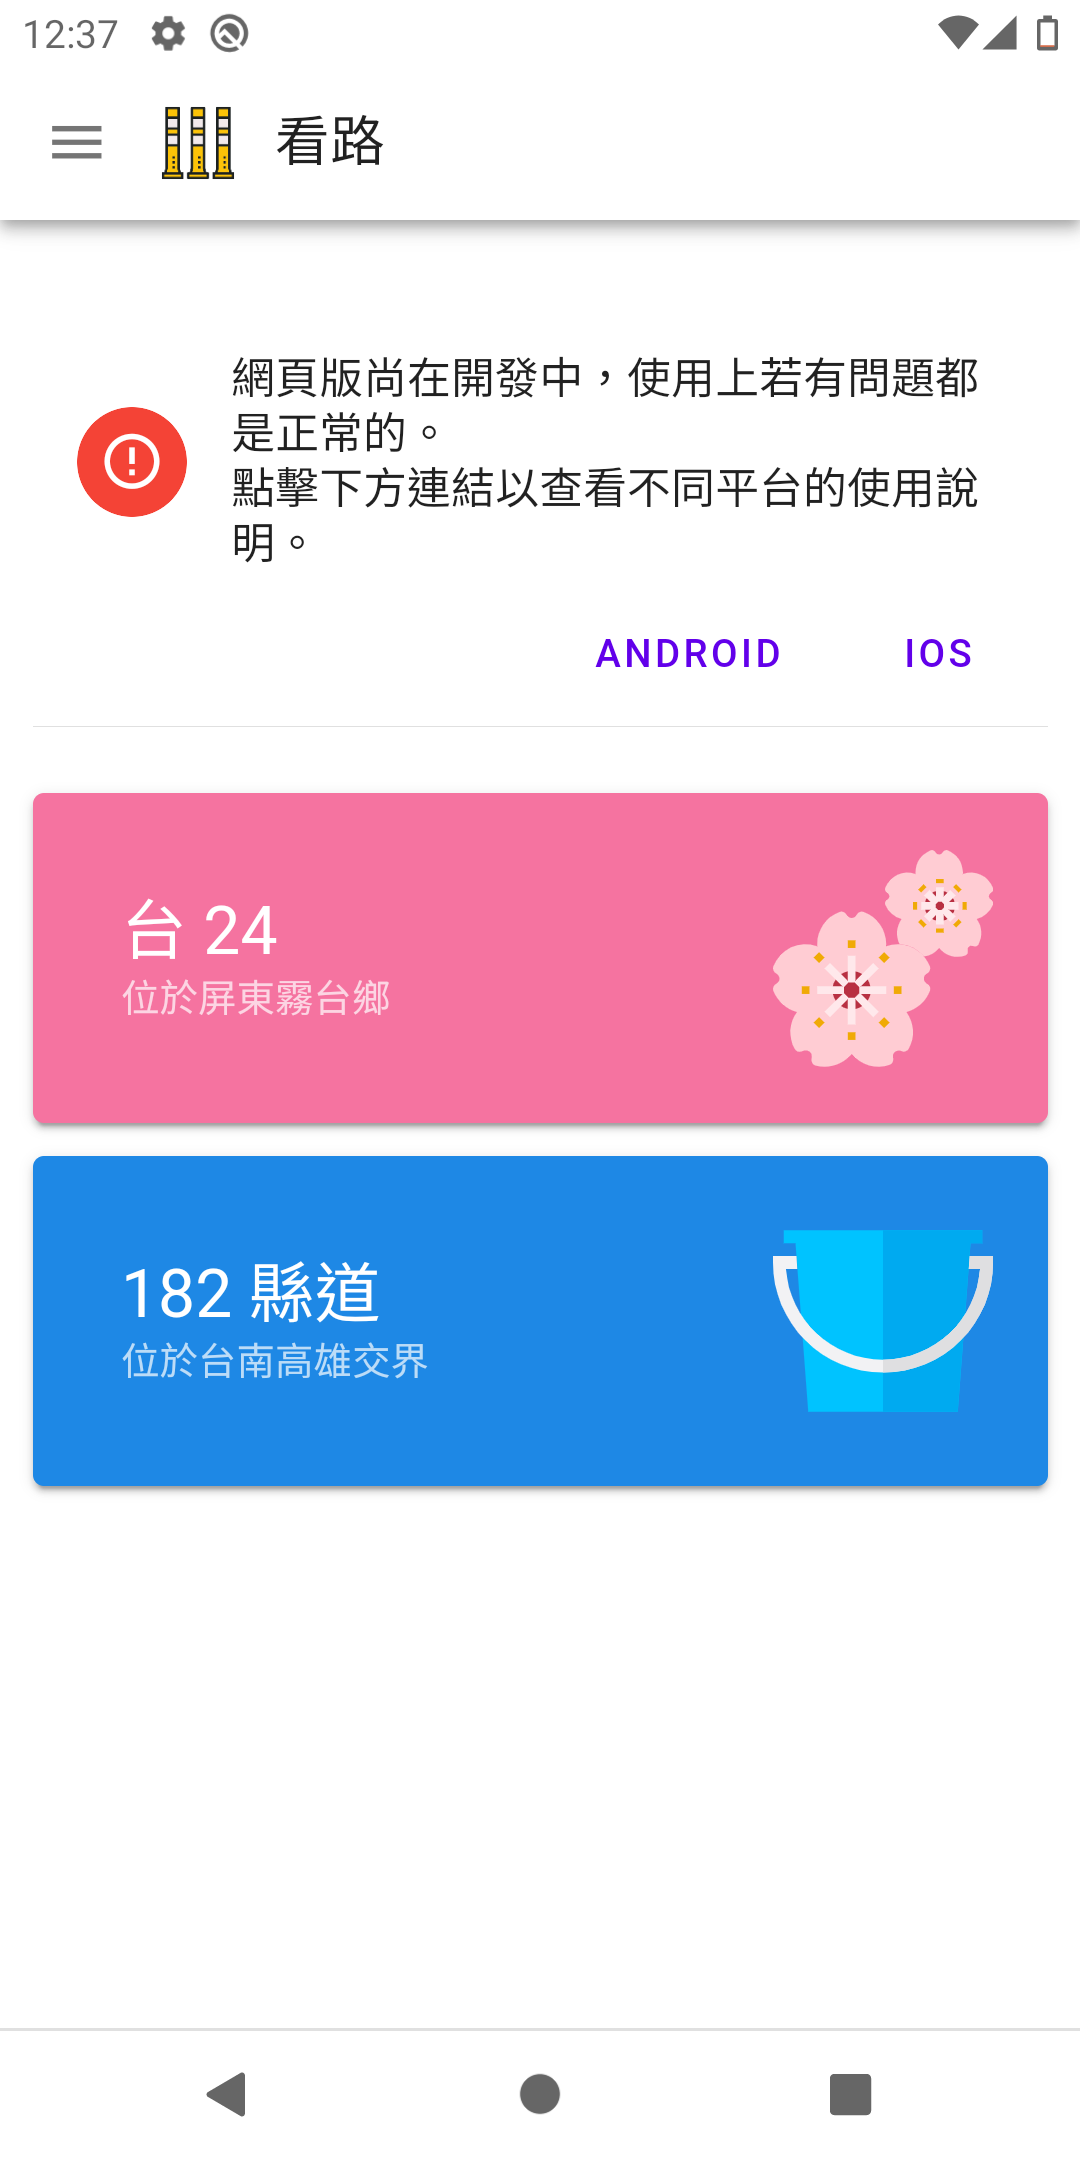 12:37
看路
網頁版尚在開發中，使用上若有問題都
是正常的。
點擊下方連結以查看不同平台的使用說
明。
ANDROID
IOS
台 24
位於屏東霧台鄉
182 縣道
位於台南高雄交界